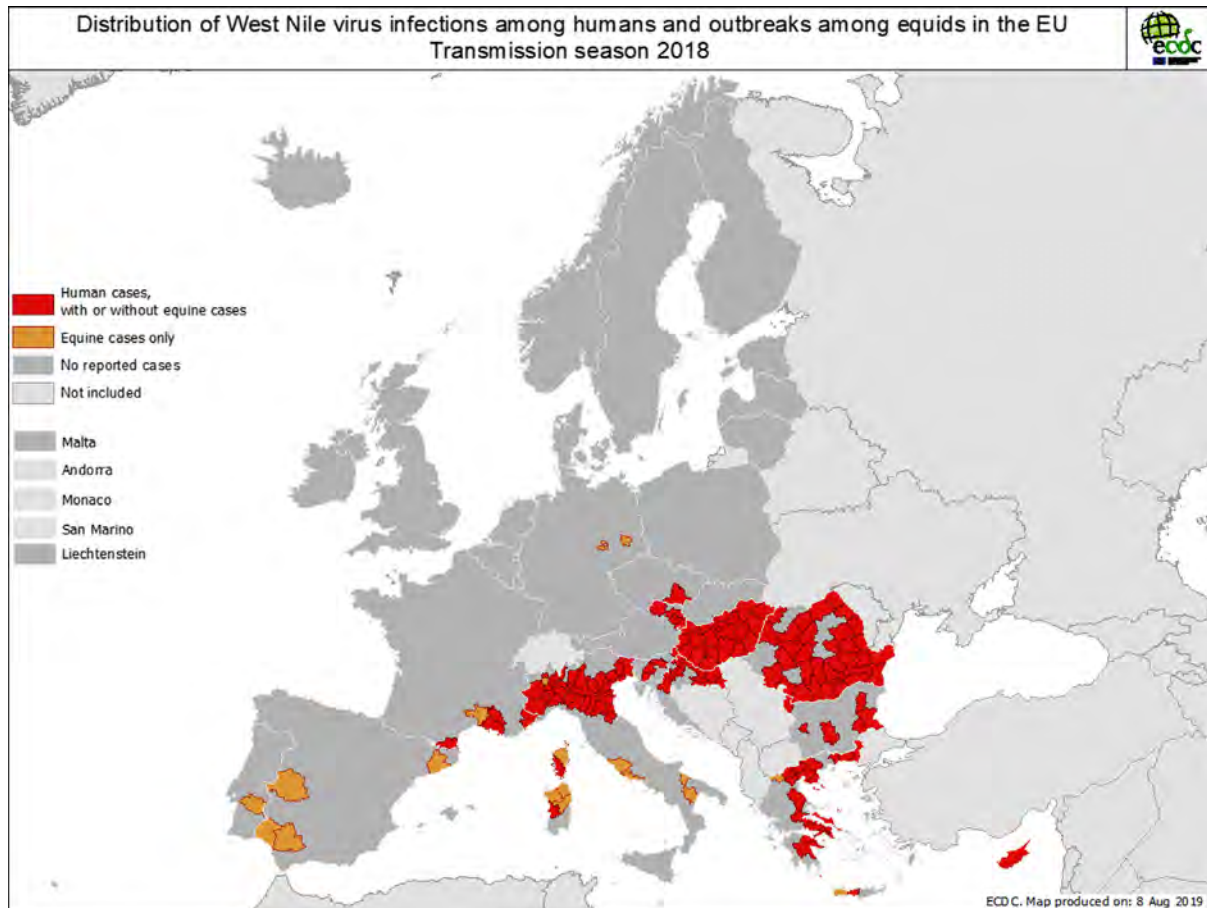 Distribution of West Nile virus infections among humans and outbreaks among equids in the EU
Transmission season 2018
ecdc
Human cases,
with or without equine cases
Equine cases only
No reported cases
Not included
Malta
Andorra
Monaco
San Marino
Liechtenstein
ECDC. Map produced on: 8 Aug 2019